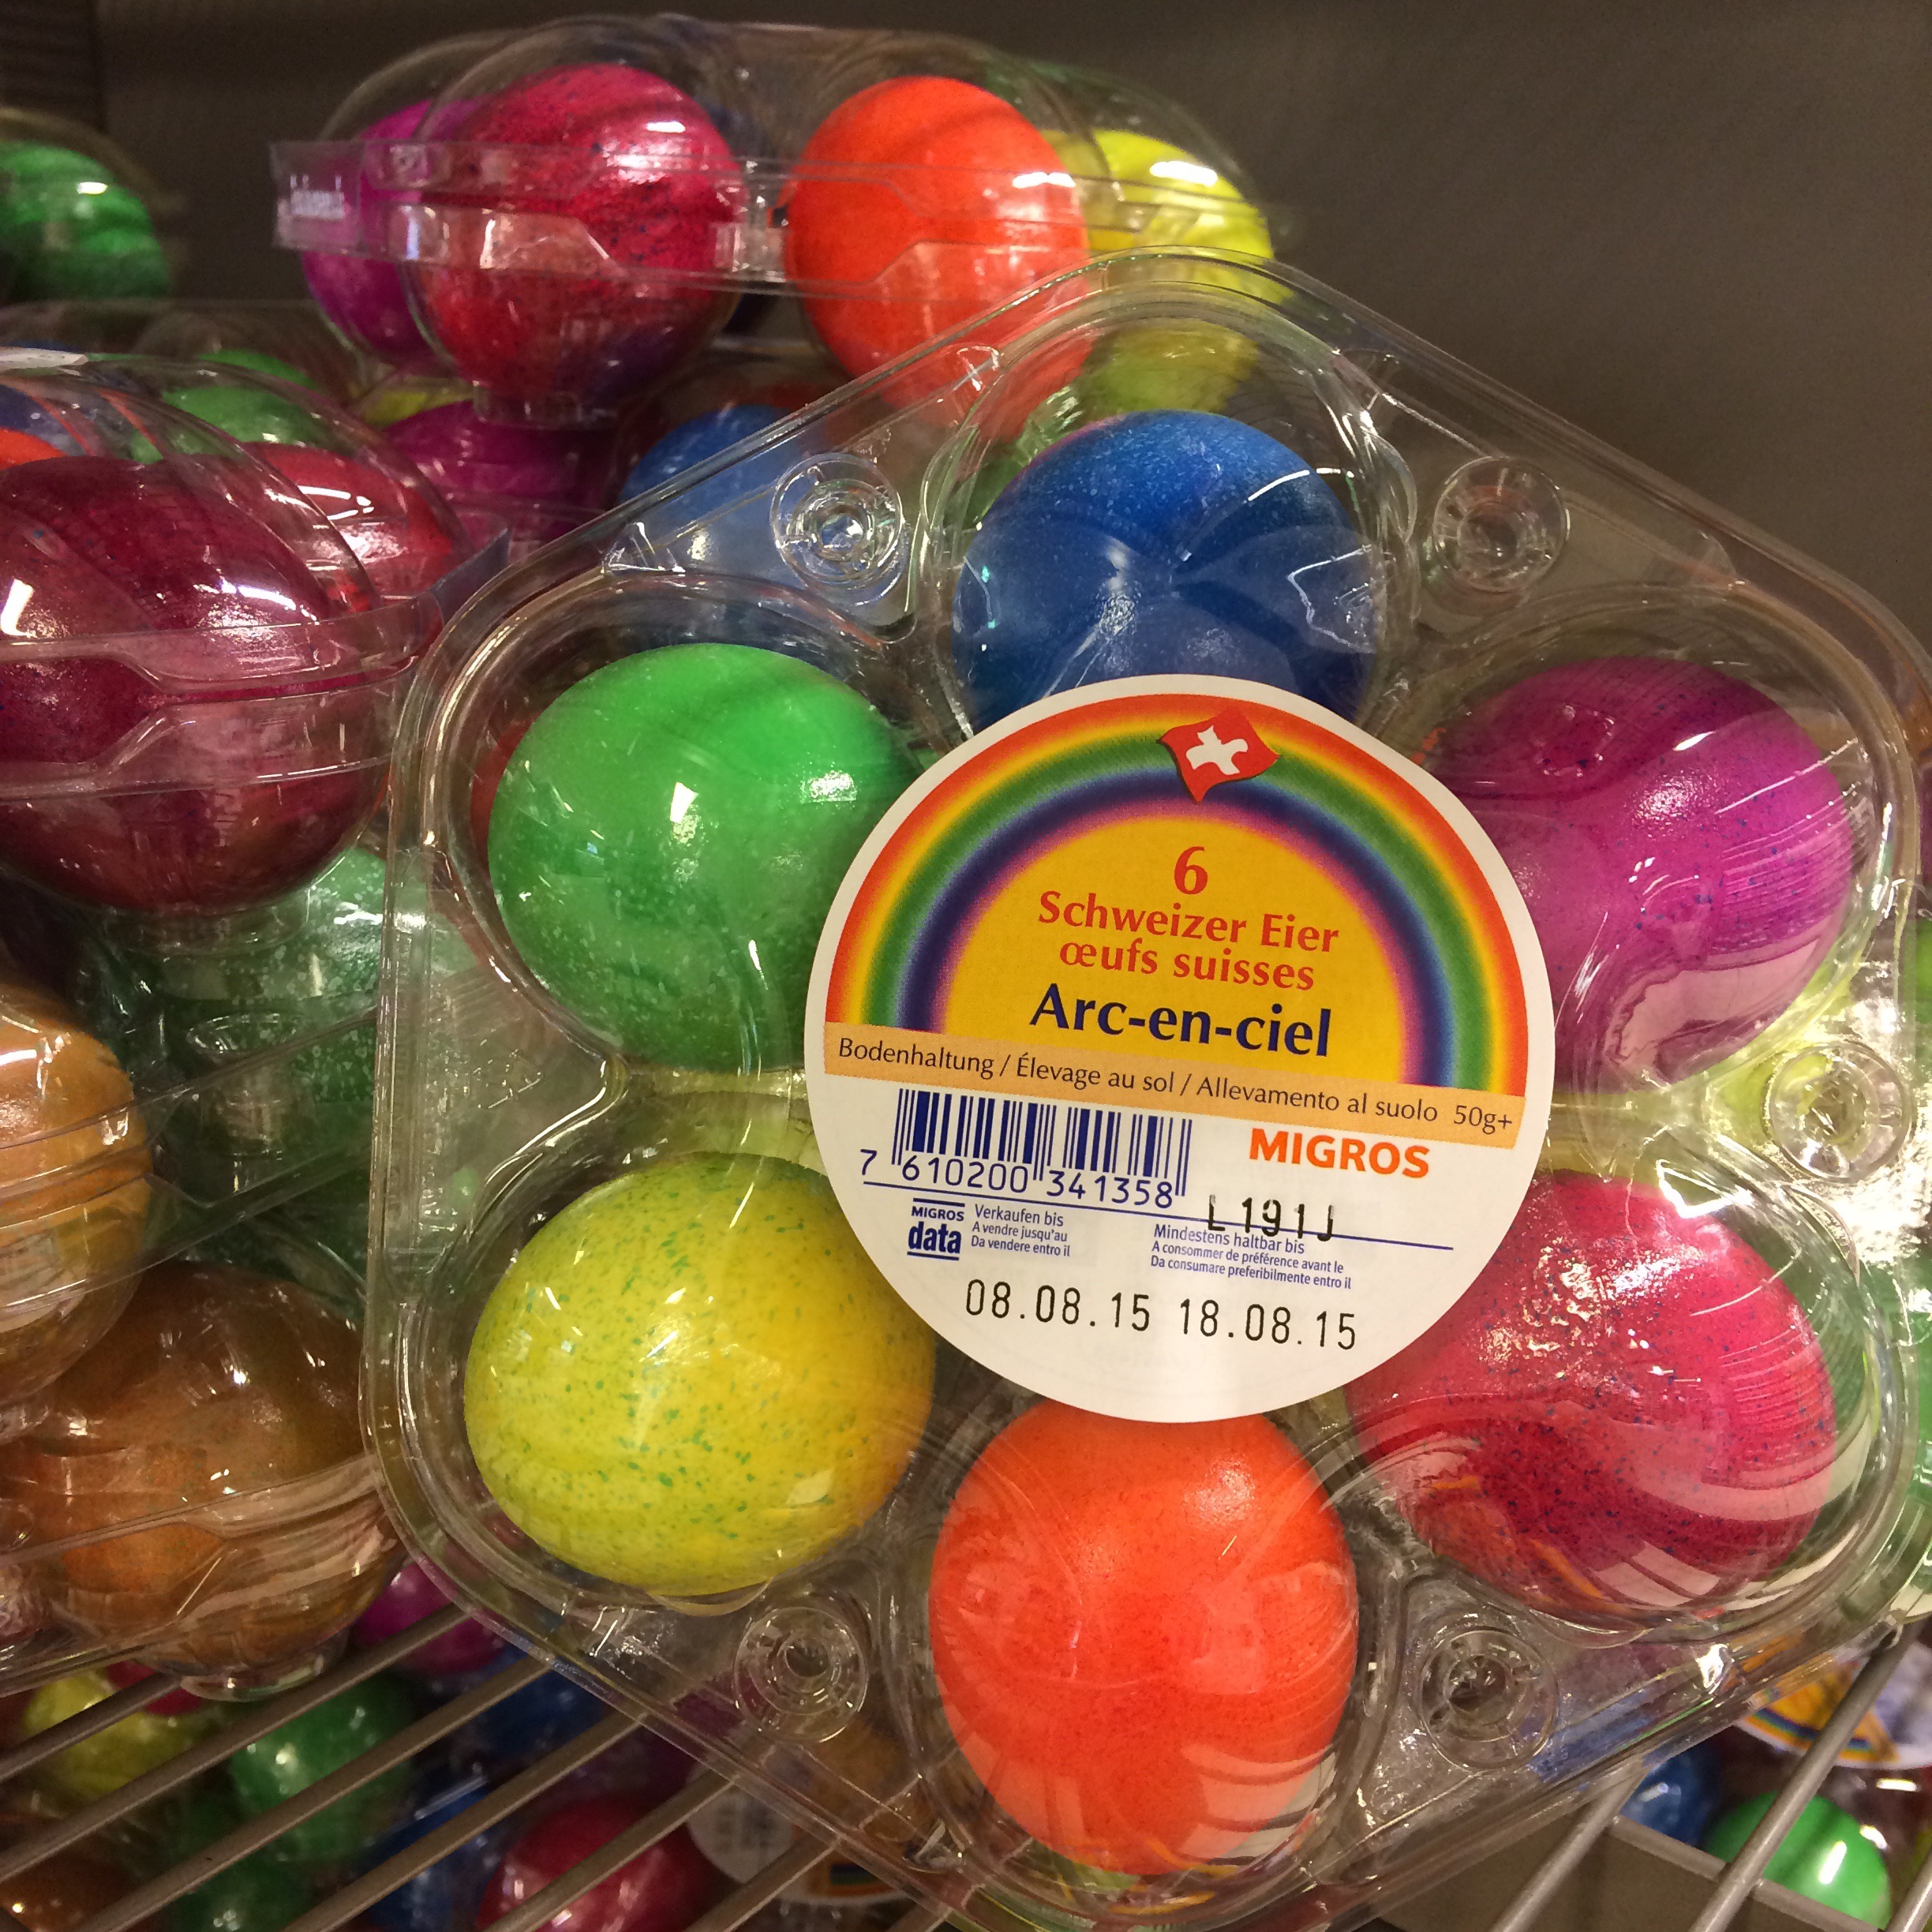 6
Schweizer Eier
œufs suisses
Arc-en-ciel
Bodenhaltung / Élevage au sol / Allevamento al suolo 50g+
MIGROS
7 610200 341358
L191J
MIGROS
data
Verkaufen bis
A vendre jusqu'au
Da vendere entro il
Mindestens haltbar bis
A consommer de préférence avant le
Da consumare preferibilmente entro il
08.08.15 18.08.15